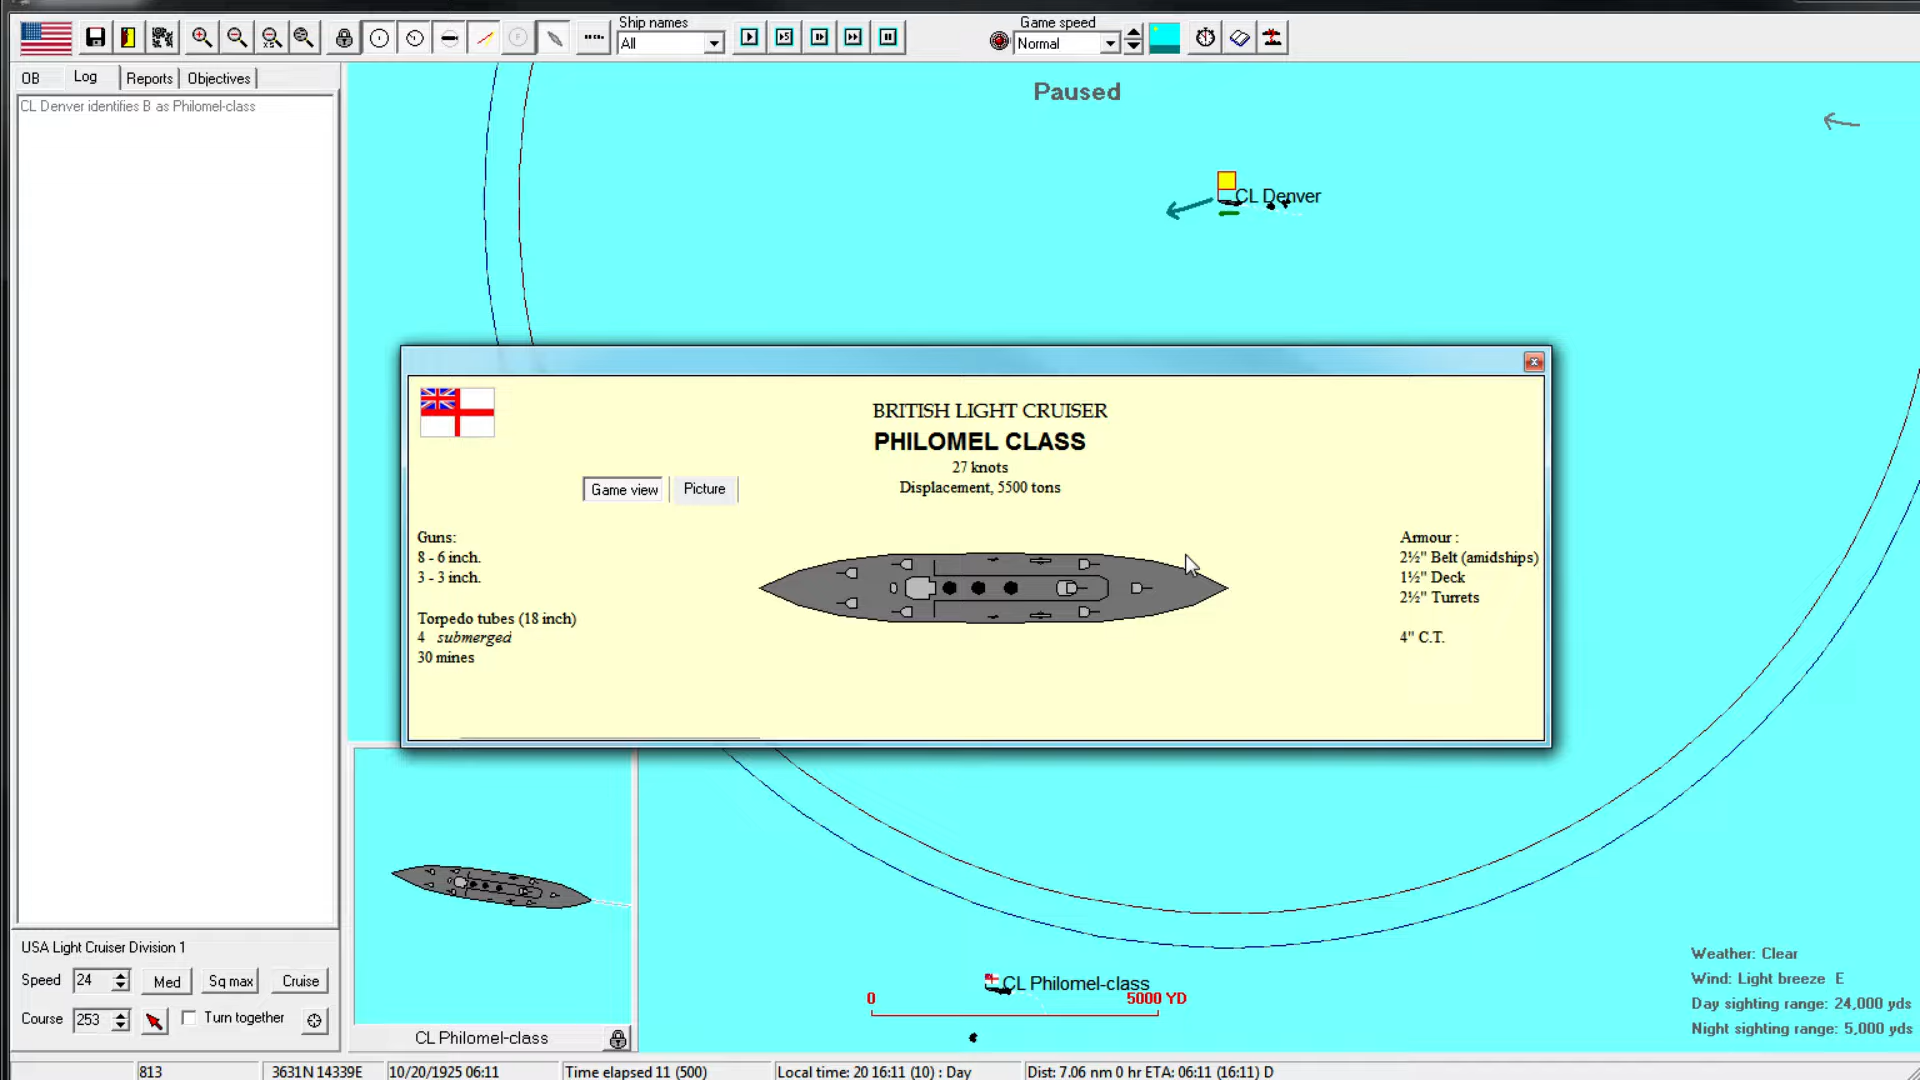 Ship names
All
Game speed
Normal
OB
Log
Reports
Objectives
CL Denver identifies B as Philomel-class
Paused
CL Denver
BRITISH LIGHT CRUISER
PHILOMEL CLASS
27 knots
Displacement, 5500 tons
Game view
Picture
Guns:
8 - 6 inch.
3 - 3 inch.
Torpedo tubes (18 inch)
4 submerged
30 mines
Armour :
2½" Belt (amidships)
1½" Deck
2½" Turrets
4" C.T.
USA Light Cruiser Division 1
Speed
24
Med
Sq max
Cruise
Course
253
Turn together
CL Philomel-class
CL Philomel-class
0
5000 YD
Weather: Clear
Wind: Light breeze E
Day sighting range: 24,000 yds
Night sighting range: 5,000 yds
813
3631N 14339E
10/20/1925 06:11
Time elapsed 11 (500)
Local time: 20 16:11 (10) : Day
Dist: 7.06 nm 0 hr ETA: 06:11 (16:11) D